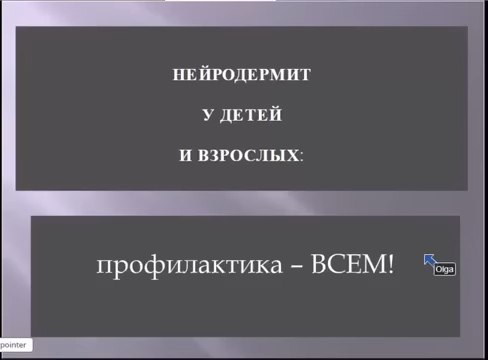 НЕЙРОДЕРМИТ
У ДЕТЕЙ
И ВЗРОСЛЫХ:
профилактика – ВСЕМ!
Olga
pointer